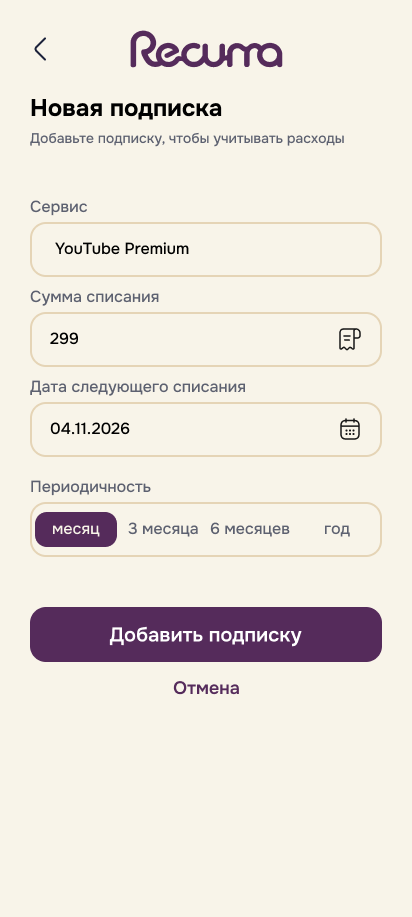 Recurra
Новая подписка
Добавьте подписку, чтобы учитывать расходы
Сервис
YouTube Premium
Сумма списания
299
Дата следующего списания
04.11.2026
Периодичность
месяц 3 месяца 6 месяцев год
Добавить подписку
Отмена